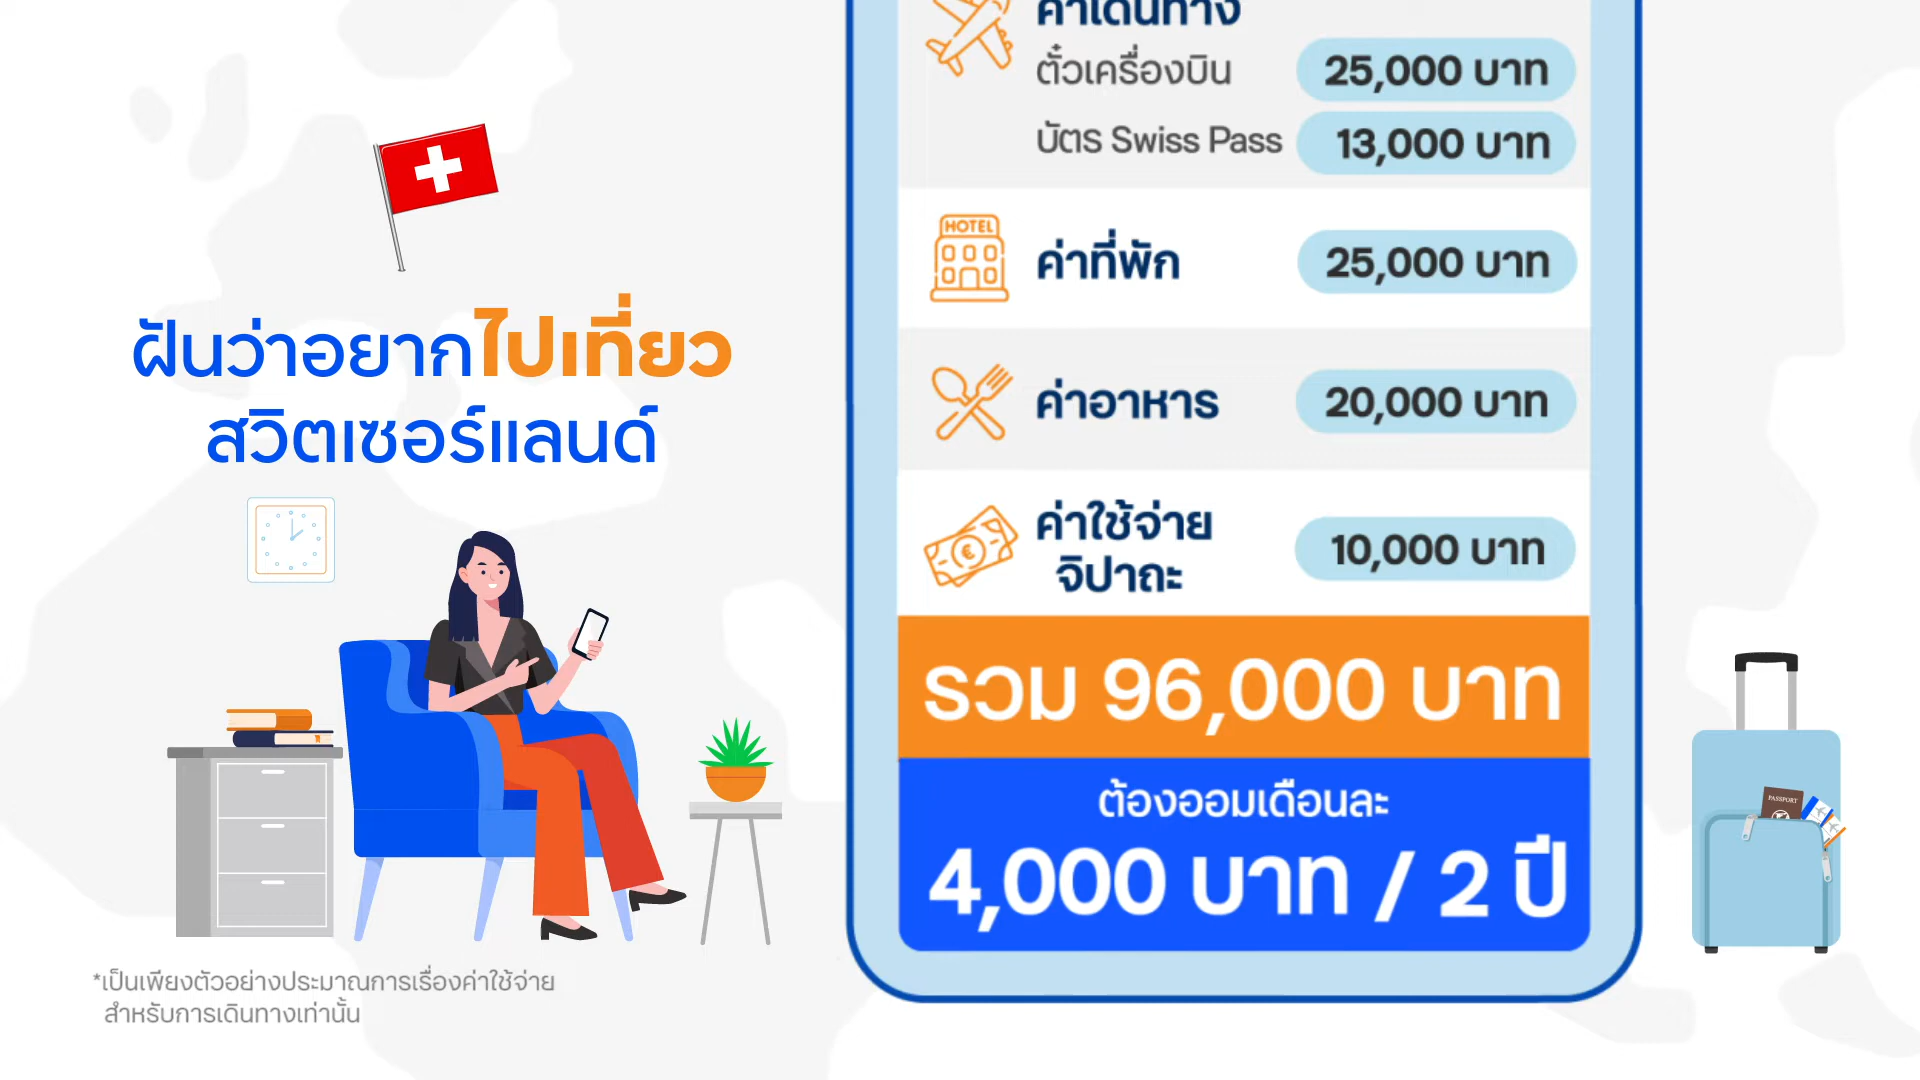 ฝันว่าอยากไปเที่ยว
สวิตเซอร์แลนด์
*เป็นเพียงตัวอย่างประมาณการเรื่องค่าใช้จ่าย
สำหรับการเดินทางเท่านั้น
ค่าเดินทาง
ตั๋วเครื่องบิน 25,000 บาท
บัตร Swiss Pass 13,000 บาท
HOTEL
ค่าที่พัก 25,000 บาท
ค่าอาหาร 20,000 บาท
ค่าใช้จ่าย
จิปาถะ 10,000 บาท
รวม 96,000 บาท
ต้องออมเดือนละ
4,000 บาท / 2 ปี
PASSPORT